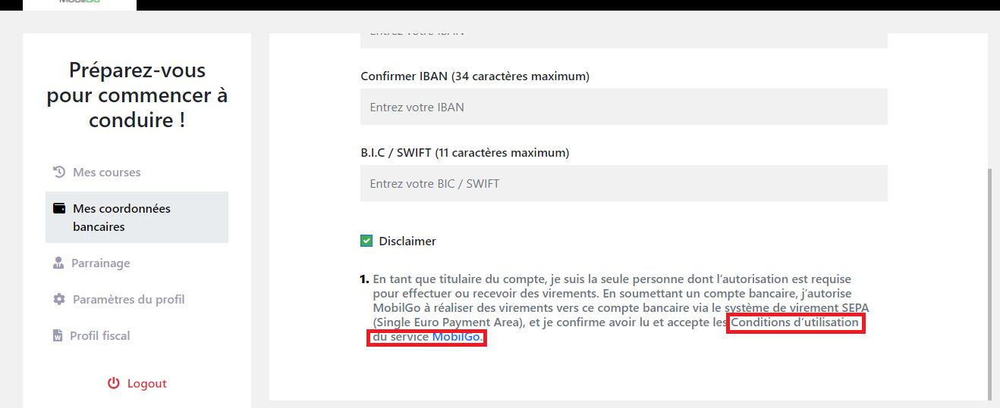 MobilGo
Préparez-vous
pour commencer à
conduire !
Mes courses
Mes coordonnées
bancaires
Parrainage
Paramètres du profil
Profil fiscal
Logout
Entrez votre IBAN
Confirmer IBAN (34 caractères maximum)
Entrez votre IBAN
B.I.C / SWIFT (11 caractères maximum)
Entrez votre BIC / SWIFT
Disclaimer
1. En tant que titulaire du compte, je suis la seule personne dont l’autorisation est requise
pour effectuer ou recevoir des virements. En soumettant un compte bancaire, j’autorise
MobilGo à réaliser des virements vers ce compte bancaire via le système de virement SEPA
(Single Euro Payment Area), et je confirme avoir lu et accepte les Conditions d’utilisation
du service MobilGo.